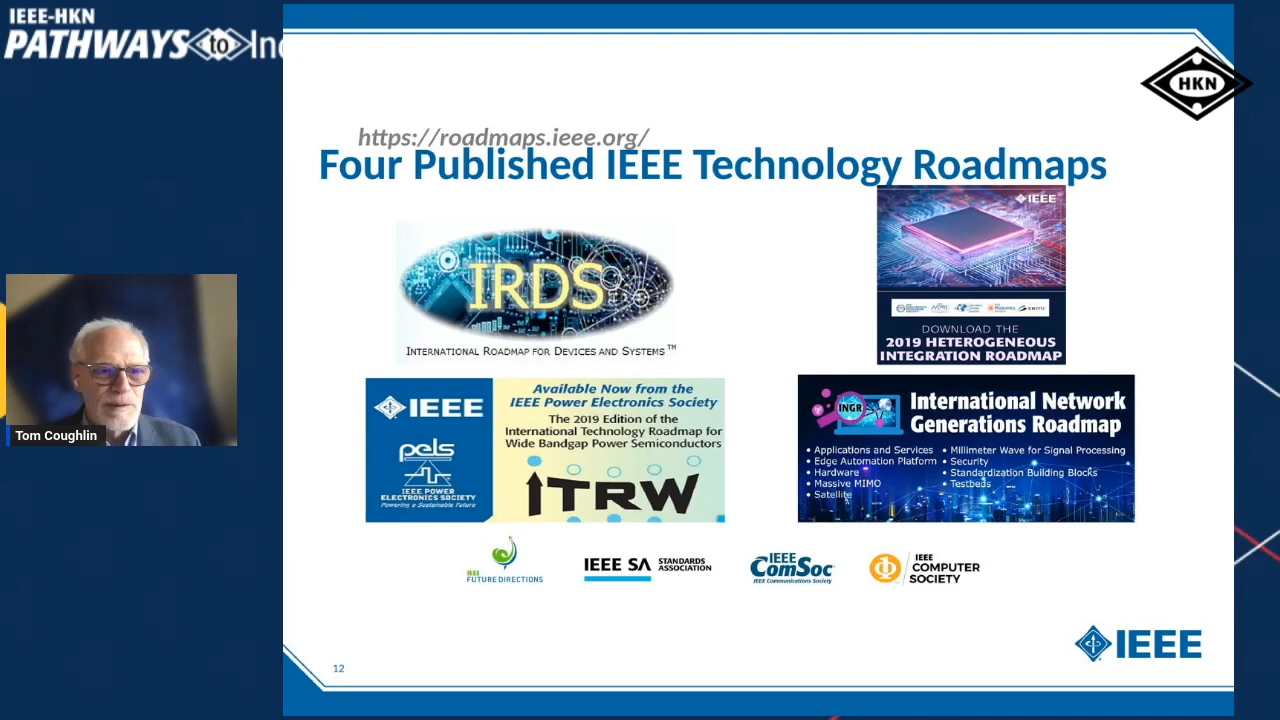 IEEE-HKN
PATHWAYS to Ind
HKN
https://roadmaps.ieee.org/
Four Published IEEE Technology Roadmaps
IRDS
INTERNATIONAL ROADMAP FOR DEVICES AND SYSTEMS™
IEEE
semi
DOWNLOAD THE
2019 HETEROGENEOUS
INTEGRATION ROADMAP
IEEE
pels
IEEE POWER
ELECTRONICS SOCIETY
Powering a Sustainable Future
Available Now from the
IEEE Power Electronics Society
The 2019 Edition of the
International Technology Roadmap for
Wide Bandgap Power Semiconductors
ITRW
INGR
International Network
Generations Roadmap
• Applications and Services
• Edge Automation Platform
• Hardware
• Massive MIMO
• Satellite
• Millimeter Wave for Signal Processing
• Security
• Standardization Building Blocks
• Testbeds
Tom Coughlin
IEEE
FUTURE DIRECTIONS
IEEE SA STANDARDS
ASSOCIATION
IEEE
ComSoc
IEEE Communications Society
IEEE
COMPUTER
SOCIETY
IEEE
12